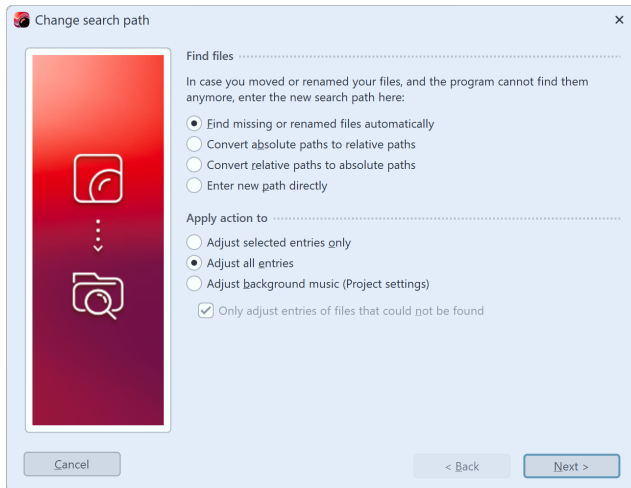 Change search path
Find files
In case you moved or renamed your files, and the program cannot find them
anymore, enter the new search path here:
Find missing or renamed files automatically
Convert absolute paths to relative paths
Convert relative paths to absolute paths
Enter new path directly
Apply action to
Adjust selected entries only
Adjust all entries
Adjust background music (Project settings)
Only adjust entries of files that could not be found
Cancel
< Back
Next >